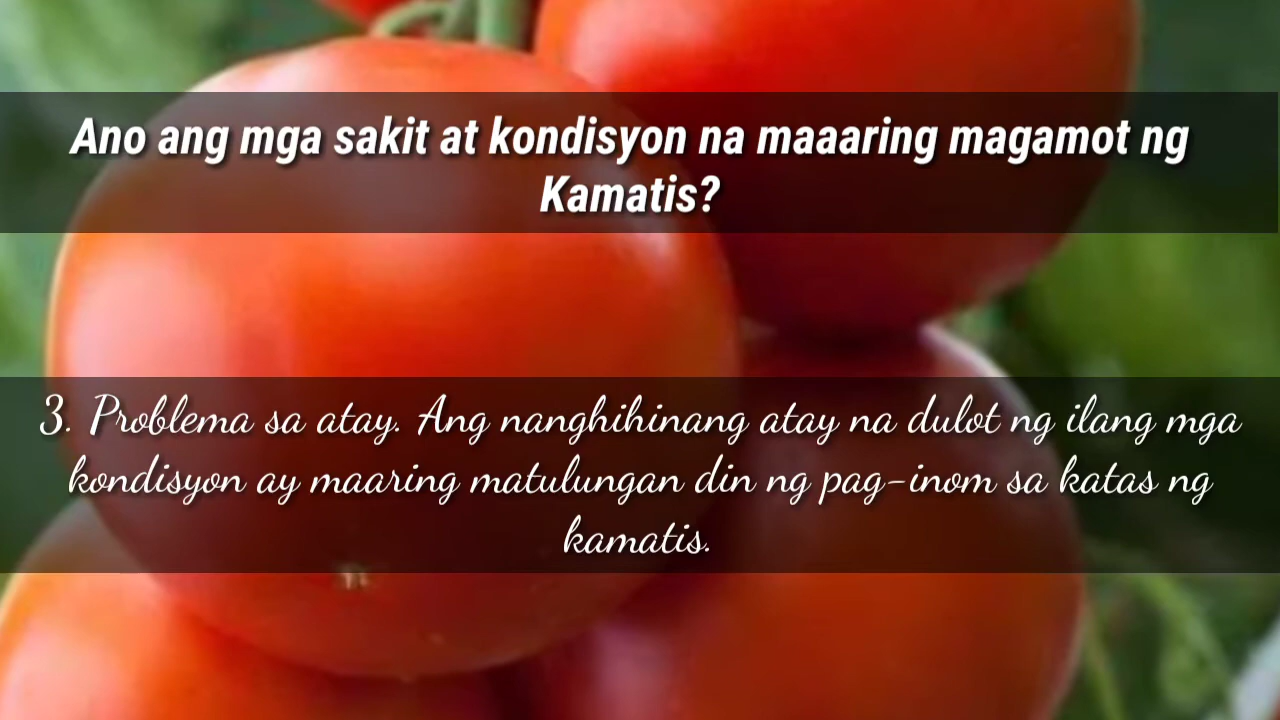 Ano ang mga sakit at kondisyon na maaaring magamot ng
Kamatis?
3. Problema sa atay. Ang nanghihinang atay na dulot ng ilang mga
kondisyon ay maaring matulungan din ng pag-inom sa katas ng
kamatis.